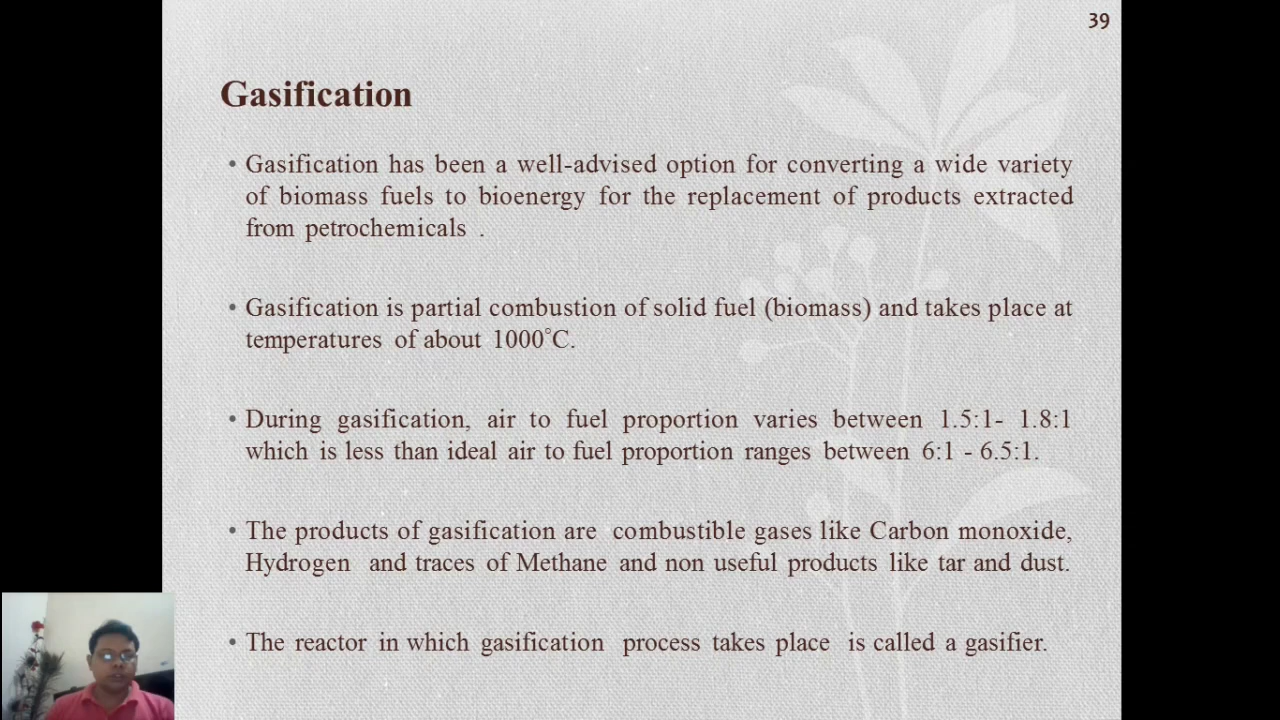 39
Gasification
• Gasification has been a well-advised option for converting a wide variety
of biomass fuels to bioenergy for the replacement of products extracted
from petrochemicals .
• Gasification is partial combustion of solid fuel (biomass) and takes place at
temperatures of about 1000°C.
• During gasification, air to fuel proportion varies between 1.5:1- 1.8:1
which is less than ideal air to fuel proportion ranges between 6:1 - 6.5:1.
• The products of gasification are combustible gases like Carbon monoxide,
Hydrogen and traces of Methane and non useful products like tar and dust.
• The reactor in which gasification process takes place is called a gasifier.